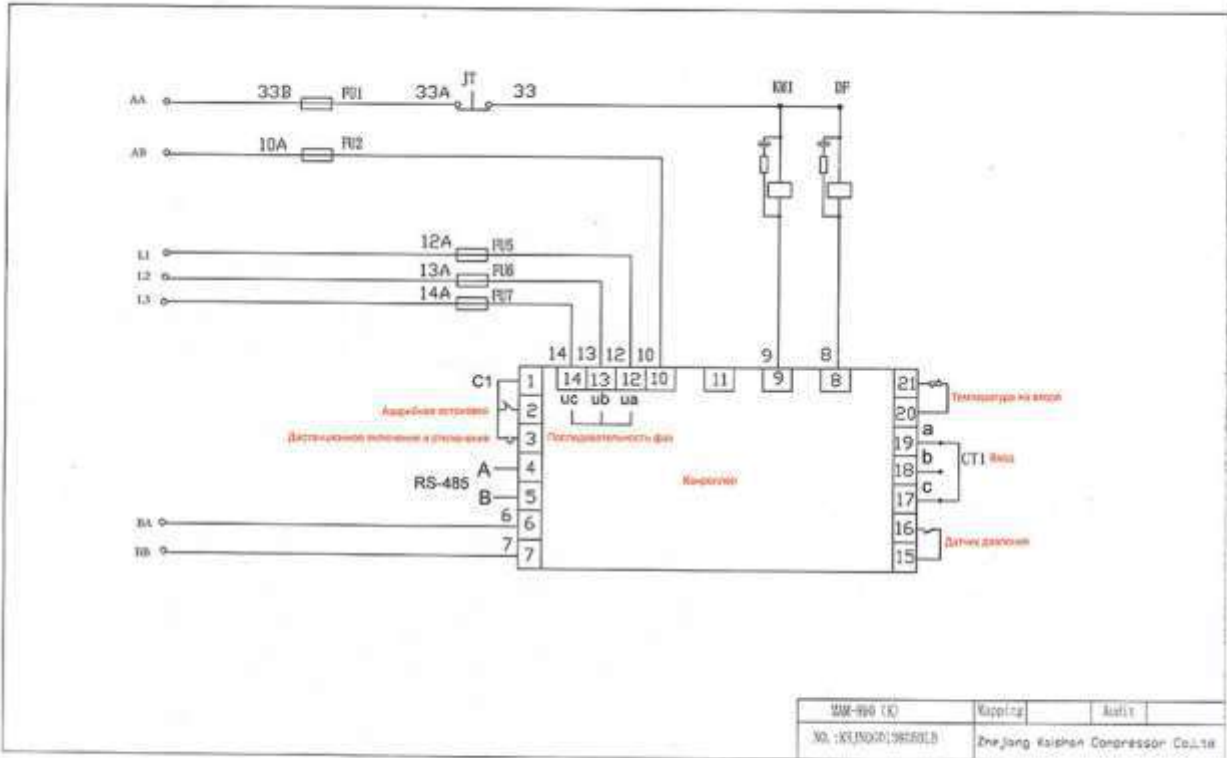 JT
33B FU1 33A 33 KM1 DF
AA
AB 10A FU2
12A FU5
L1
13A FU6
L2
14A FU7
L3
14 13 12 10 9 8
14 13 12 10 11 9 8
uc ub ua
C1 1
2
Дистанционное включение и отключение 3
Последовательность фаз
A 4
RS-485
B 5
BA 6 6
BB 7 7
21
20
Температура на входе
a
19
b
18
CT1 Вход
c
17
16
Датчик давления
15
Mapping Audit
Zhejiang Kaishan Compressor Co.Ltd